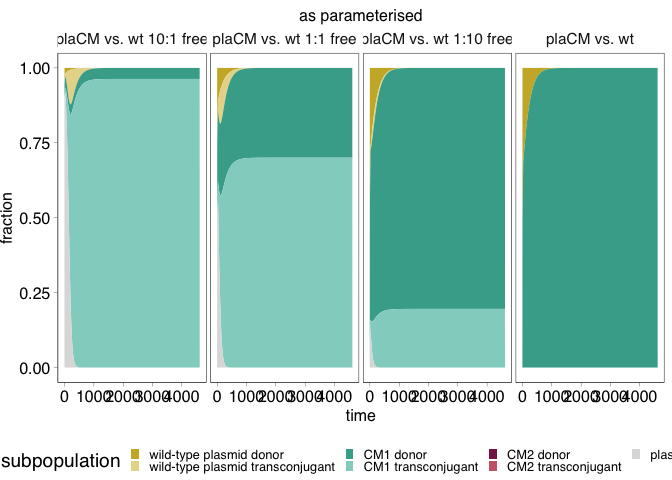 as parameterised
plaCM vs. wt 10:1 free
plaCM vs. wt 1:1 free
plaCM vs. wt 1:10 free
plaCM vs. wt
1.00
0.75
0.50
0.25
0.00
fraction
0 1000 2000 3000 4000
0 1000 2000 3000 4000
0 1000 2000 3000 4000
0 1000 2000 3000 4000
time
subpopulation
wild-type plasmid donor
wild-type plasmid transconjugant
CM1 donor
CM1 transconjugant
CM2 donor
CM2 transconjugant
plas